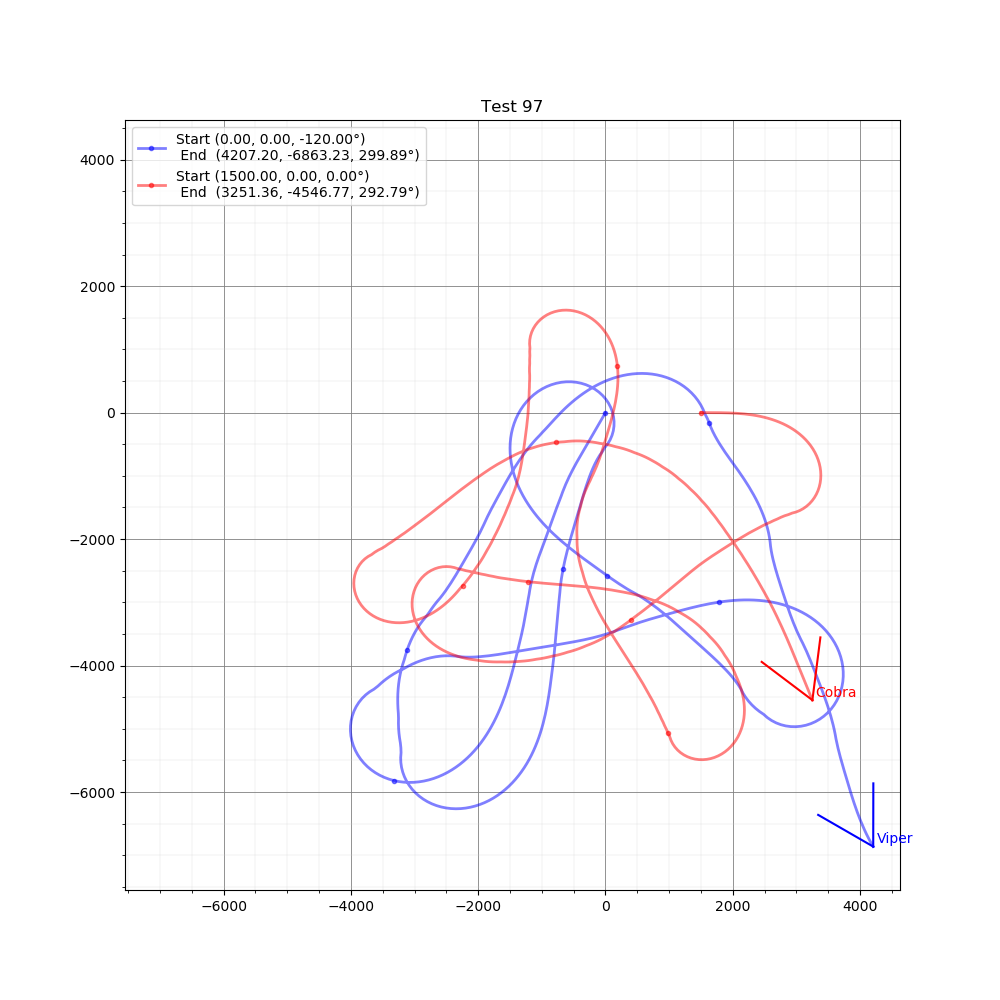 Test 97
Start (0.00, 0.00, -120.00°)
End (4207.20, -6863.23, 299.89°)
Start (1500.00, 0.00, 0.00°)
End (3251.36, -4546.77, 292.79°)
4000
2000
0
−2000
−4000
−6000
Cobra
Viper
−6000
−4000
−2000
0
2000
4000